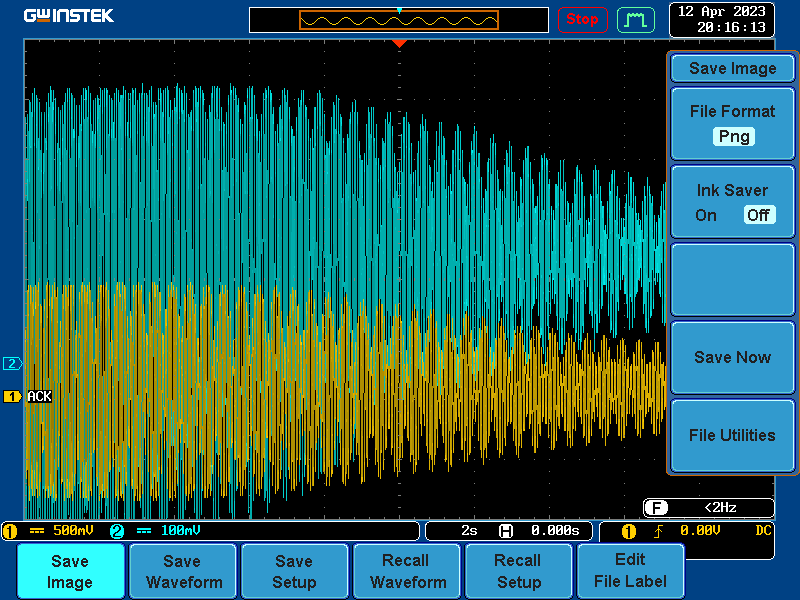 GWINSTEK
Stop
12 Apr 2023
20:16:13
Save Image
File Format
Png
Ink Saver
On Off
Save Now
File Utilities
2
1 ACK
F <2Hz
1 500mV 2 100mV
2s H 0.000s
1 0.00V DC
Save Image
Save Waveform
Save Setup
Recall Waveform
Recall Setup
Edit File Label